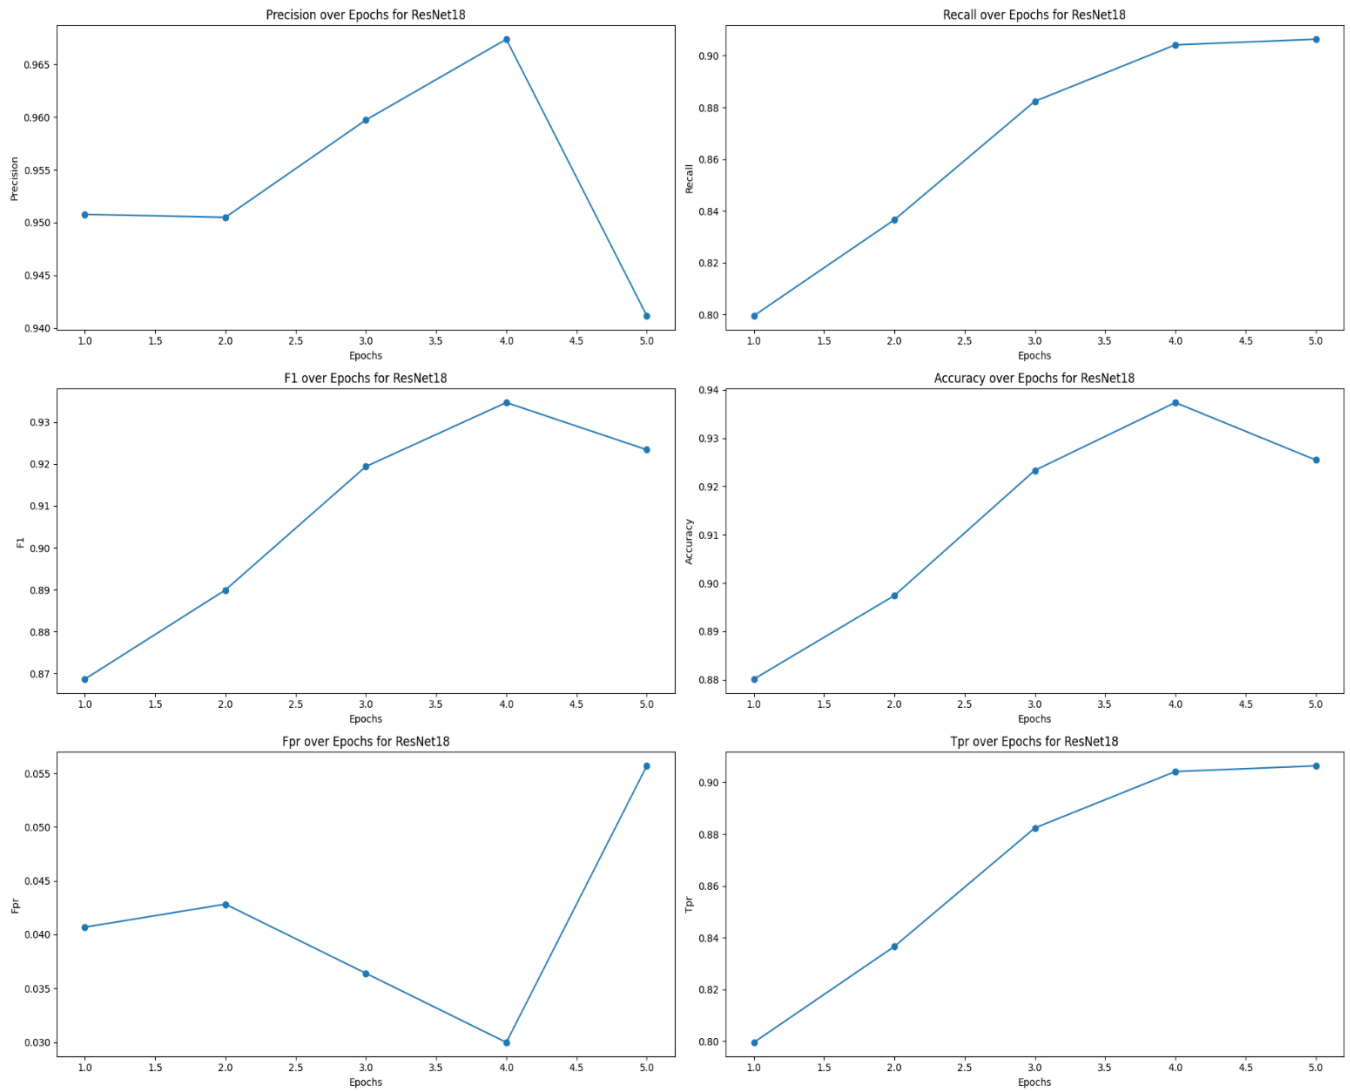 Precision over Epochs for ResNet18
0.965
0.960
0.955
0.950
0.945
0.940
Precision
1.0 1.5 2.0 2.5 3.0 3.5 4.0 4.5 5.0
Epochs
Recall over Epochs for ResNet18
0.90
0.88
0.86
0.84
0.82
0.80
Recall
1.0 1.5 2.0 2.5 3.0 3.5 4.0 4.5 5.0
Epochs
F1 over Epochs for ResNet18
0.93
0.92
0.91
0.90
0.89
0.88
0.87
F1
1.0 1.5 2.0 2.5 3.0 3.5 4.0 4.5 5.0
Epochs
Accuracy over Epochs for ResNet18
0.94
0.93
0.92
0.91
0.90
0.89
0.88
Accuracy
1.0 1.5 2.0 2.5 3.0 3.5 4.0 4.5 5.0
Epochs
Fpr over Epochs for ResNet18
0.055
0.050
0.045
0.040
0.035
0.030
Fpr
1.0 1.5 2.0 2.5 3.0 3.5 4.0 4.5 5.0
Epochs
Tpr over Epochs for ResNet18
0.90
0.88
0.86
0.84
0.82
0.80
Tpr
1.0 1.5 2.0 2.5 3.0 3.5 4.0 4.5 5.0
Epochs